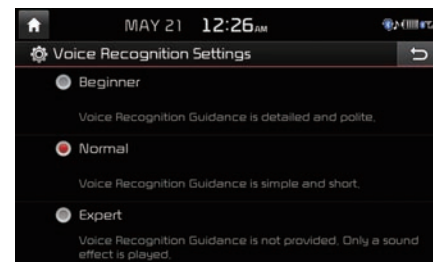 MAY 21 12:26AM
Voice Recognition Settings
Beginner
Voice Recognition Guidance is detailed and polite.
Normal
Voice Recognition Guidance is simple and short.
Expert
Voice Recognition Guidance is not provided. Only a sound
effect is played.